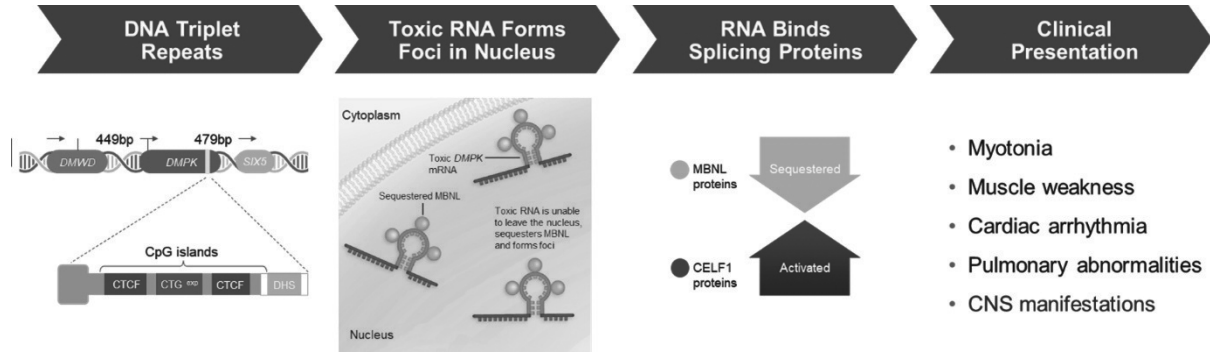 DNA Triplet
Repeats
Toxic RNA Forms
Foci in Nucleus
RNA Binds
Splicing Proteins
Clinical
Presentation
449bp
479bp
DMWD
DMPK
SIX5
CpG islands
CTCF
CTG exp
CTCF
DHS
Cytoplasm
Toxic DMPK
mRNA
Sequestered MBNL
Toxic RNA is unable
to leave the nucleus,
sequesters MBNL
and forms foci
Nucleus
MBNL
proteins
Sequestered
CELF1
proteins
Activated
• Myotonia
• Muscle weakness
• Cardiac arrhythmia
• Pulmonary abnormalities
• CNS manifestations